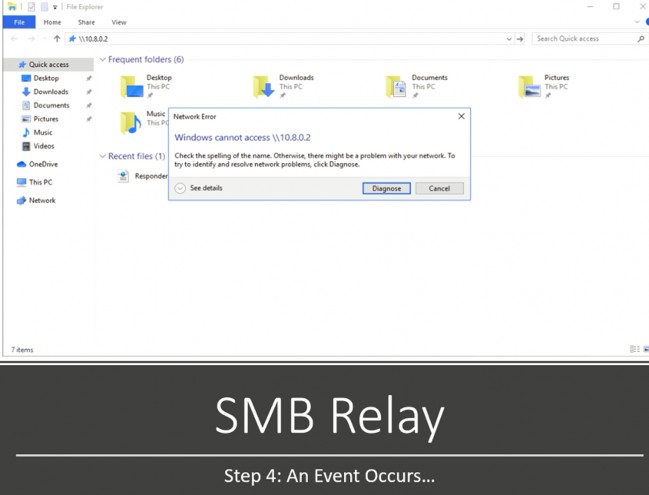 File Explorer
File Home Share View
\\10.8.0.2 Search Quick access
Quick access
Desktop
Downloads
Documents
Pictures
Music
Videos
OneDrive
This PC
Network
Frequent folders (6)
Desktop
This PC
Downloads
This PC
Documents
This PC
Pictures
This PC
Music
This PC
Recent files (1)
Responder
Network Error
Windows cannot access \\10.8.0.2
Check the spelling of the name. Otherwise, there might be a problem with your network. To
try to identify and resolve network problems, click Diagnose.
See details Diagnose Cancel
7 items
SMB Relay
Step 4: An Event Occurs...